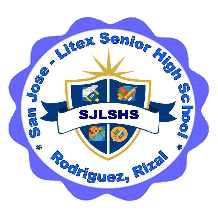 San Jose - Litex Senior High School
SJLSHS
* Rodriguez, Rizal *